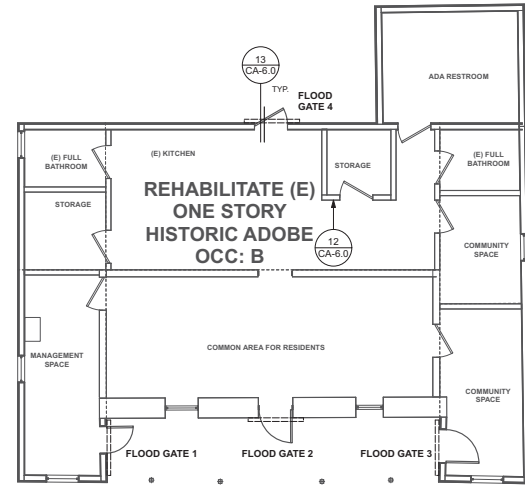 13
CA-6.0
TYP.
FLOOD
GATE 4
ADA RESTROOM
(E) FULL
BATHROOM
(E) KITCHEN
STORAGE
(E) FULL
BATHROOM
STORAGE
REHABILITATE (E)
ONE STORY
HISTORIC ADOBE
OCC: B
12
CA-6.0
COMMUNITY
SPACE
MANAGEMENT
SPACE
COMMON AREA FOR RESIDENTS
COMMUNITY
SPACE
FLOOD GATE 1
FLOOD GATE 2
FLOOD GATE 3